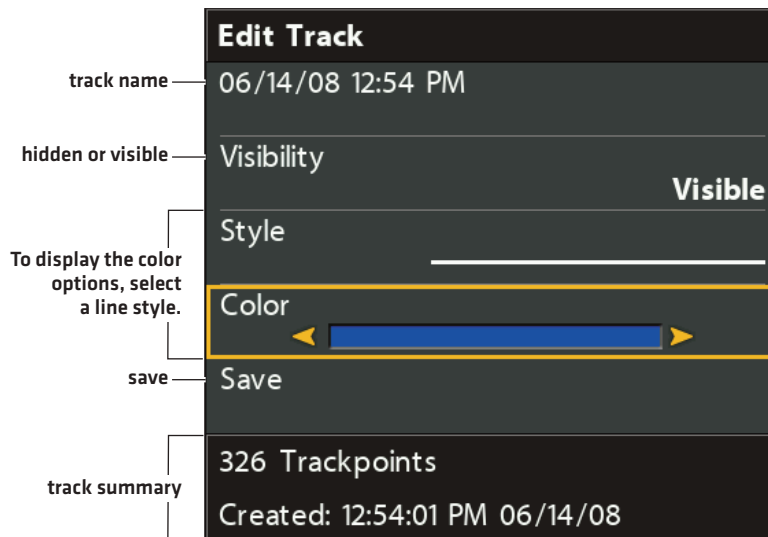 Edit Track
track name
06/14/08 12:54 PM
hidden or visible
Visibility
Visible
To display the color
options, select
a line style.
Style
Color
save
Save
track summary
326 Trackpoints
Created: 12:54:01 PM 06/14/08